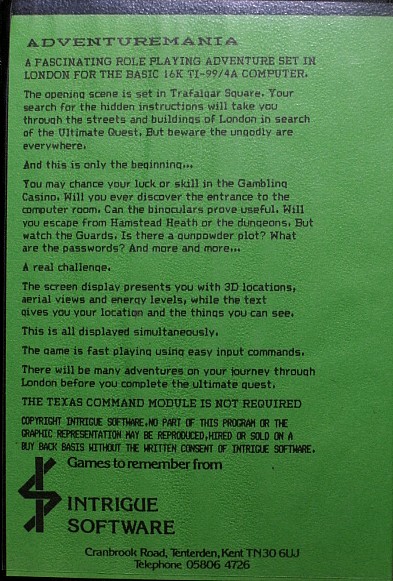 ADVENTUREMANIA
A FASCINATING ROLE PLAYING ADVENTURE SET IN
LONDON FOR THE BASIC 16K TI-99/4A COMPUTER.
The opening scene is set in Trafalgar Square. Your
search for the hidden instructions will take you
through the streets and buildings of London in search
of the Ultimate Quest. But beware the ungodly are
everywhere.
And this is only the beginning...
You may chance your luck or skill in the Gambling
Casino. Will you ever discover the entrance to the
computer room. Can the binoculars prove useful. Will
you escape from Hamstead Heath or the dungeons. But
watch the Guards. Is there a gunpowder plot? What
are the passwords? And more and more...
A real challenge.
The screen display presents you with 3D locations,
aerial views and energy levels, while the text
gives you your location and the things you can see.
This is all displayed simultaneously.
The game is fast playing using easy input commands.
There will be many adventures on your journey through
London before you complete the ultimate quest.
THE TEXAS COMMAND MODULE IS NOT REQUIRED
COPYRIGHT INTRIGUE SOFTWARE.NO PART OF THIS PROGRAM OR THE
GRAPHIC REPRESENTATION MAY BE REPRODUCED,HIRED OR SOLD ON A
BUY BACK BASIS WITHOUT THE WRITTEN CONSENT OF INTRIGUE SOFTWARE.
Games to remember from
INTRIGUE
SOFTWARE
Cranbrook Road, Tenterden, Kent TN30 6UJ
Telephone 05806 4726